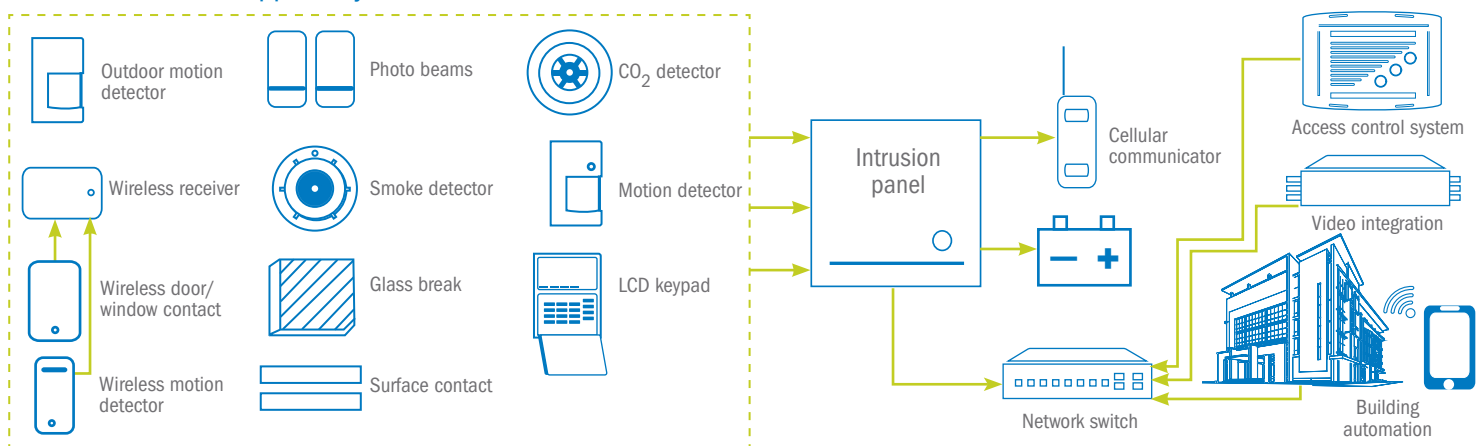 Outdoor motion
detector
Photo beams
CO2 detector
Wireless receiver
Smoke detector
Motion detector
Wireless door/
window contact
Glass break
LCD keypad
Wireless motion
detector
Surface contact
Intrusion
panel
Cellular
communicator
Access control system
Video integration
Network switch
Building
automation